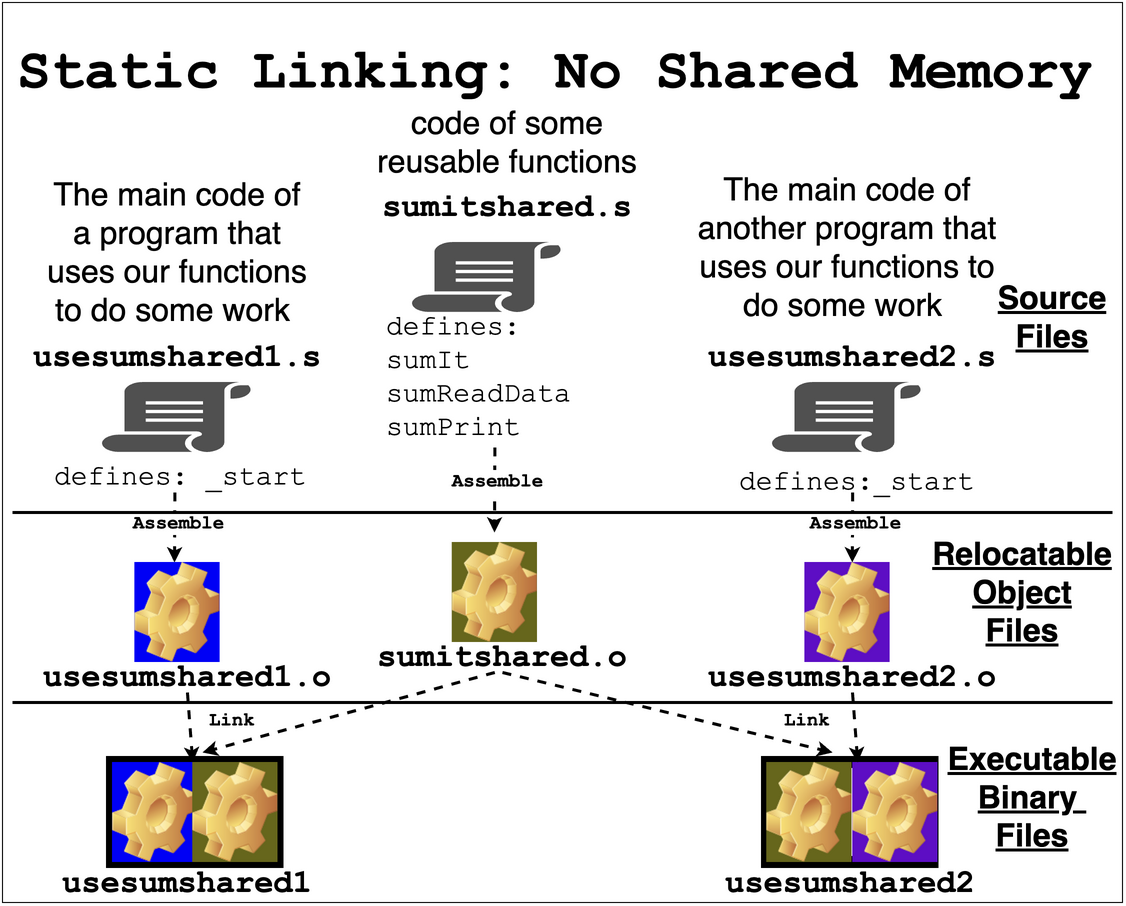 Static Linking: No Shared Memory
code of some
reusable functions
sumitshared.s
The main code of
a program that
uses our functions
to do some work
usesumshared1.s
The main code of
another program that
uses our functions to
do some work
usesumshared2.s
Source
Files
defines:
sumIt
sumReadData
sumPrint
defines: _start
defines:_start
Assemble
Assemble
Assemble
Relocatable
Object
Files
usesumshared1.o
sumitshared.o
usesumshared2.o
Link
Link
Executable
Binary
Files
usesumshared1
usesumshared2